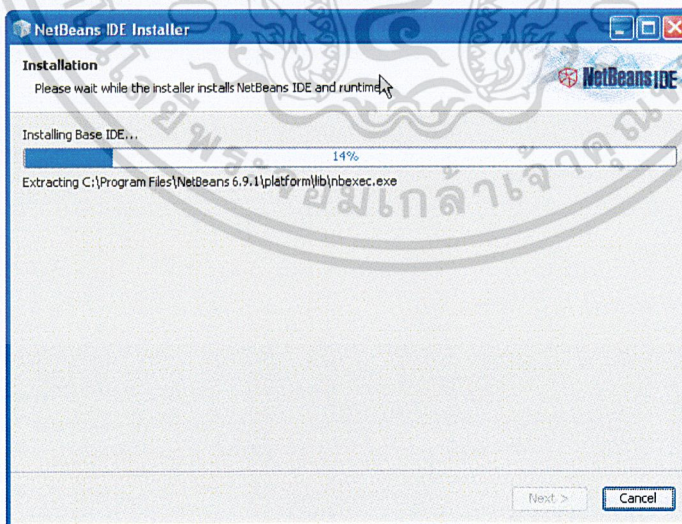 NetBeans IDE Installer
Installation
Please wait while the installer installs NetBeans IDE and runtime
NetBeans IDE
Installing Base IDE...
14%
Extracting C:\Program Files\NetBeans 6.9.1\platform\lib\nbexec.exe
Next >
Cancel